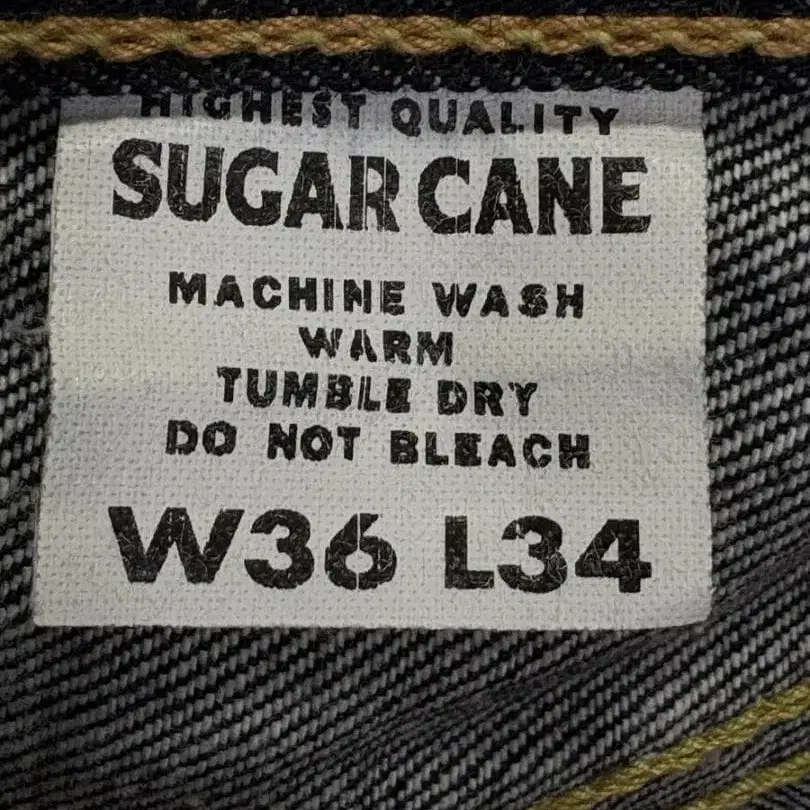 HIGHEST QUALITY
SUGAR CANE
MACHINE WASH
WARM
TUMBLE DRY
DO NOT BLEACH
W36 L34